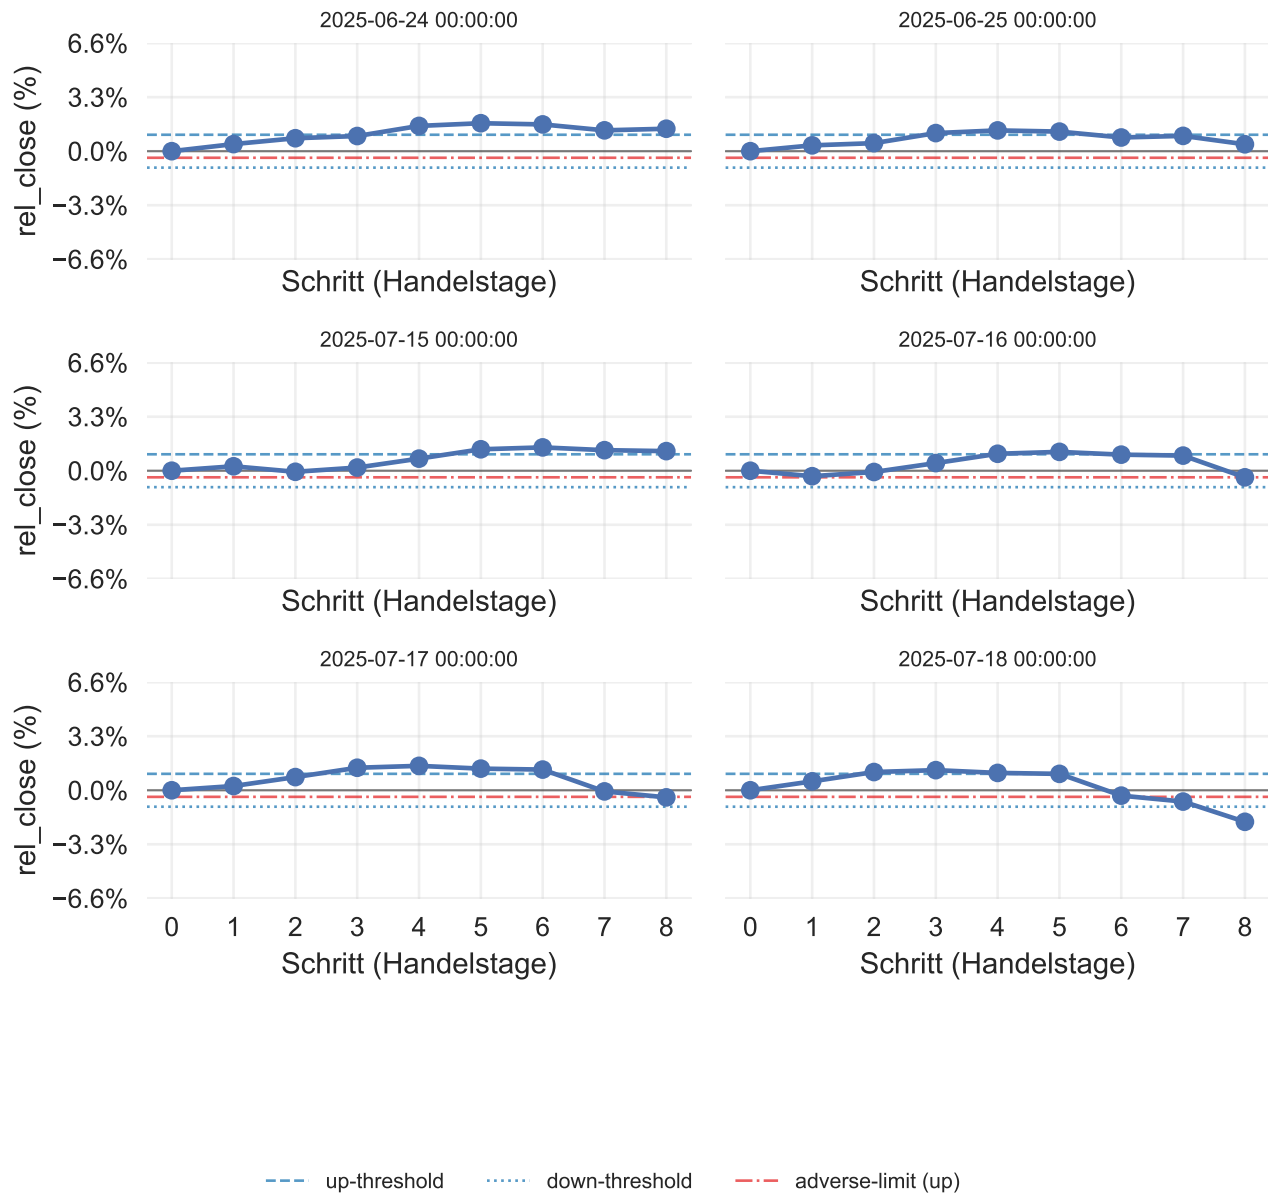 2025-06-24 00:00:00
2025-06-25 00:00:00
6.6%
3.3%
0.0%
−3.3%
−6.6%
rel_close (%)
Schritt (Handelstage)
Schritt (Handelstage)
2025-07-15 00:00:00
2025-07-16 00:00:00
6.6%
3.3%
0.0%
−3.3%
−6.6%
rel_close (%)
Schritt (Handelstage)
Schritt (Handelstage)
2025-07-17 00:00:00
2025-07-18 00:00:00
6.6%
3.3%
0.0%
−3.3%
−6.6%
rel_close (%)
0 1 2 3 4 5 6 7 8
0 1 2 3 4 5 6 7 8
Schritt (Handelstage)
Schritt (Handelstage)
up-threshold
down-threshold
adverse-limit (up)